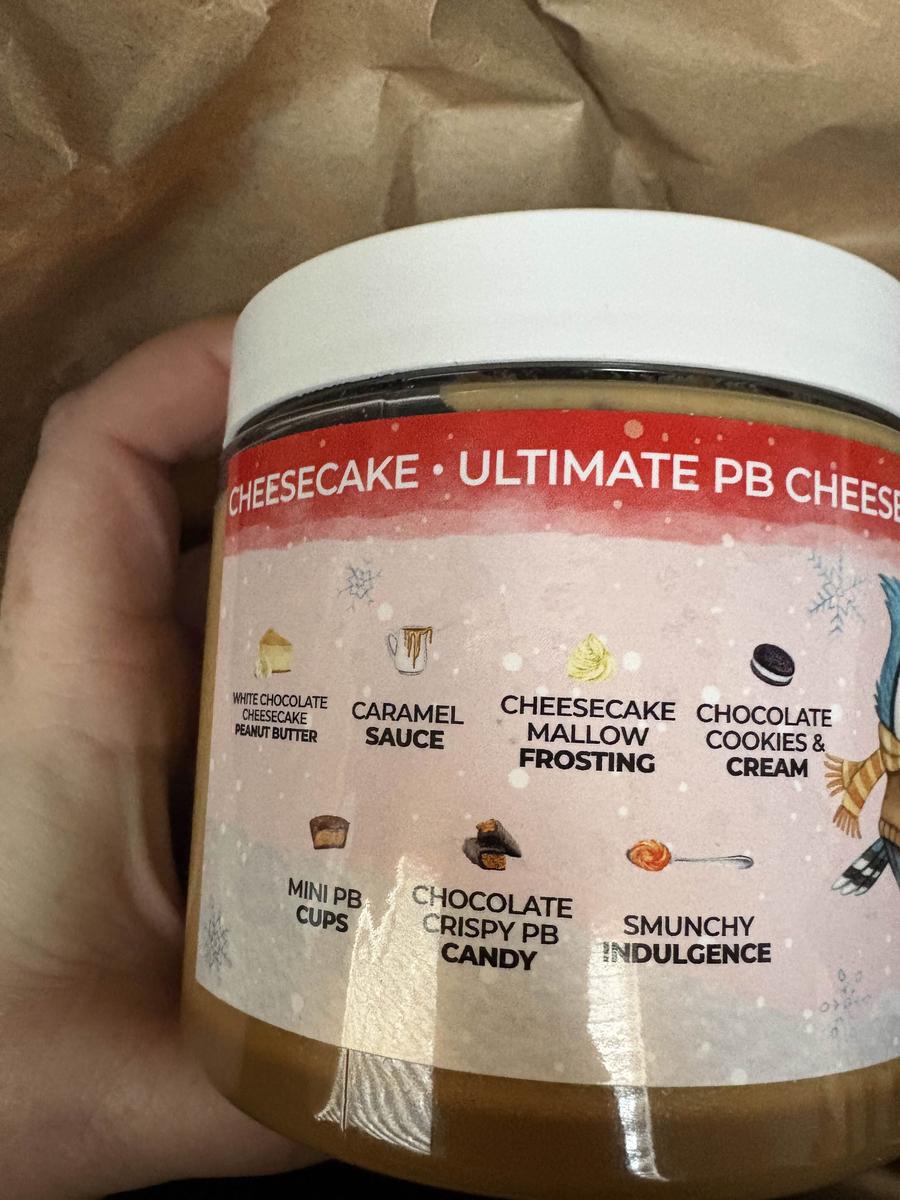 CHEESECAKE • ULTIMATE PB CHEESE
WHITE CHOCOLATE
CHEESECAKE
PEANUT BUTTER
CARAMEL
SAUCE
CHEESECAKE
MALLOW
FROSTING
CHOCOLATE
COOKIES &
CREAM
MINI PB
CUPS
CHOCOLATE
CRISPY PB
CANDY
SMUNCHY
INDULGENCE